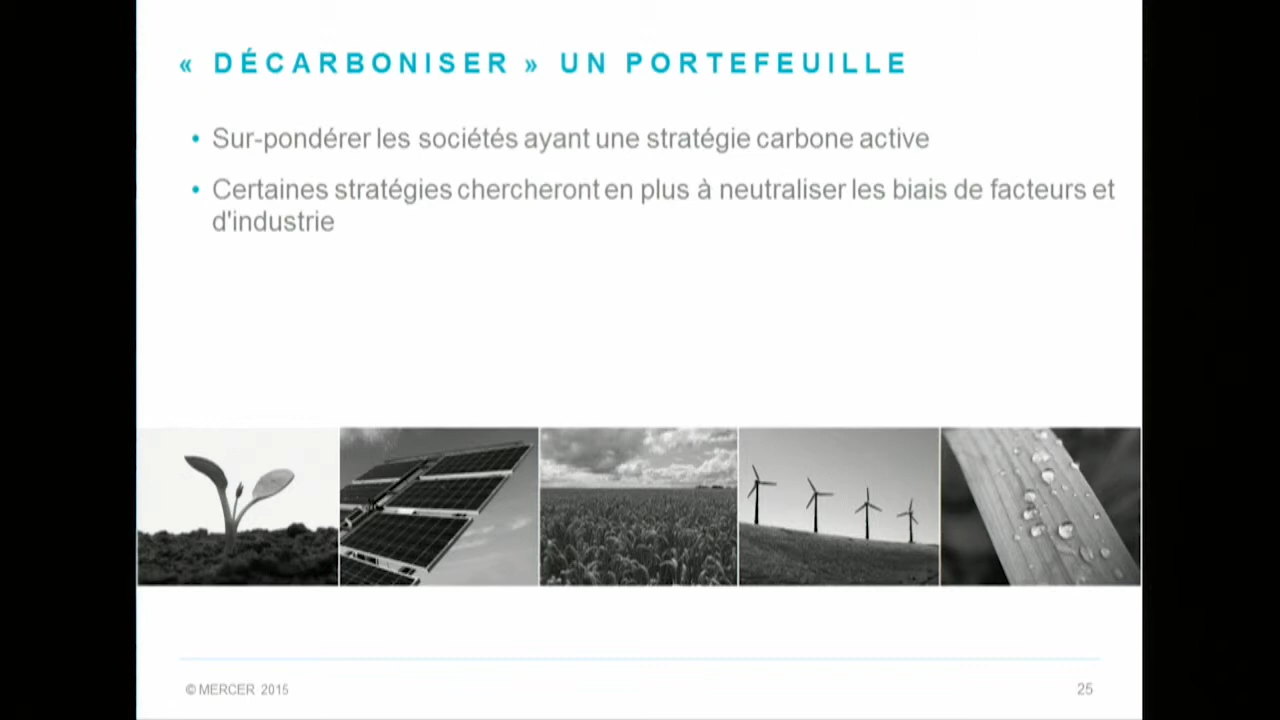 « DÉCARBONISER » UN PORTEFEUILLE
• Sur-pondérer les sociétés ayant une stratégie carbone active
• Certaines stratégies chercheront en plus à neutraliser les biais de facteurs et
d'industrie
© MERCER 2015
25